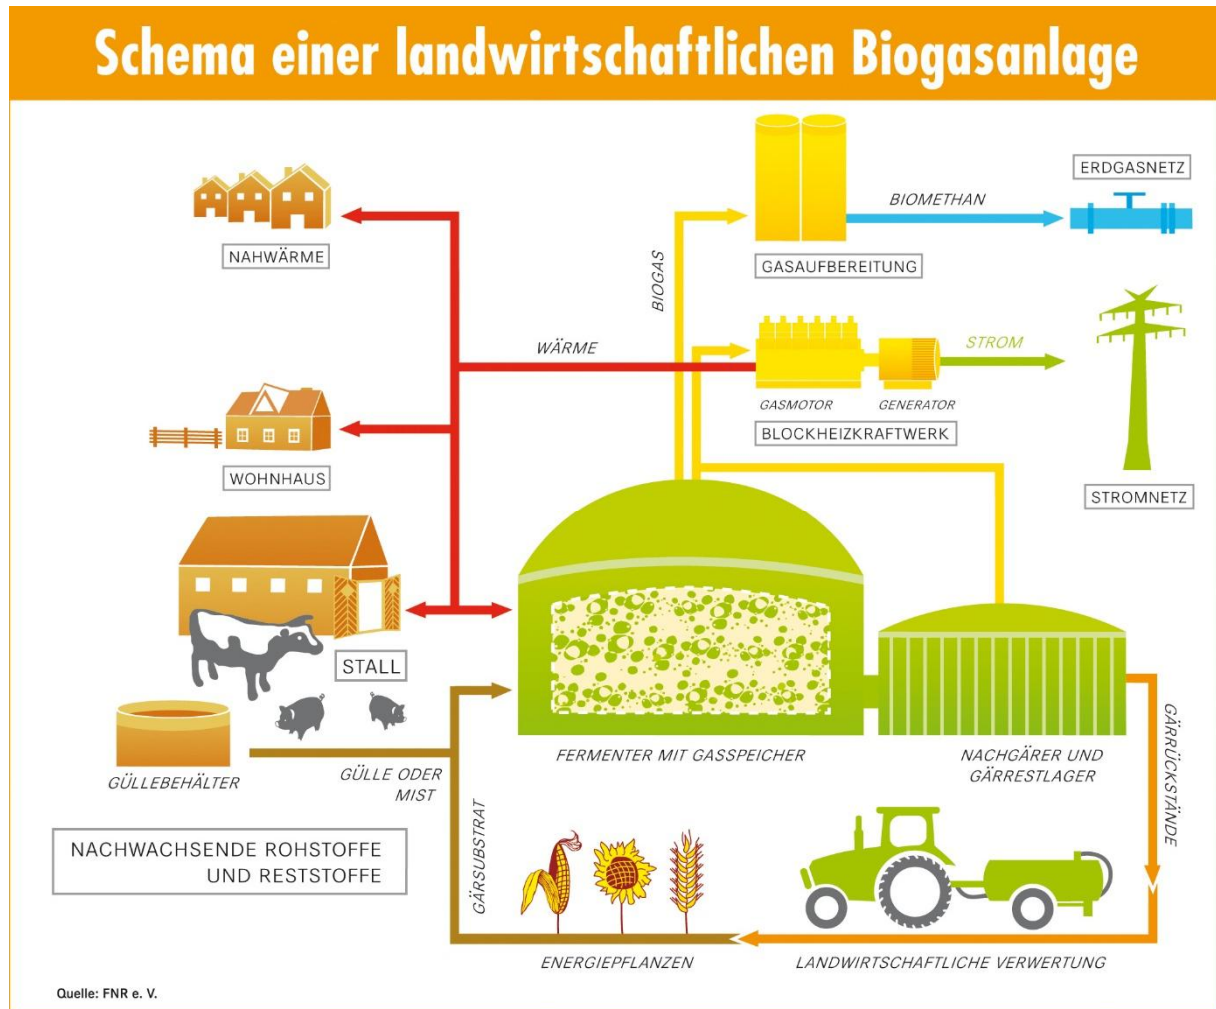 Schema einer landwirtschaftlichen Biogasanlage
NAHWÄRME
WOHNHAUS
STALL
GÜLLEBEHÄLTER
GÜLLE ODER
MIST
NACHWACHSENDE ROHSTOFFE
UND RESTSTOFFE
WÄRME
BIOGAS
GASAUFBEREITUNG
BIOMETHAN
ERDGASNETZ
GASMOTOR
GENERATOR
BLOCKHEIZKRAFTWERK
STROM
STROMNETZ
FERMENTER MIT GASSPEICHER
NACHGÄRER UND
GÄRRESTLAGER
GÄRRÜCKSTÄNDE
GÄRSUBSTRAT
ENERGIEPFLANZEN
LANDWIRTSCHAFTLICHE VERWERTUNG
Quelle: FNR e. V.